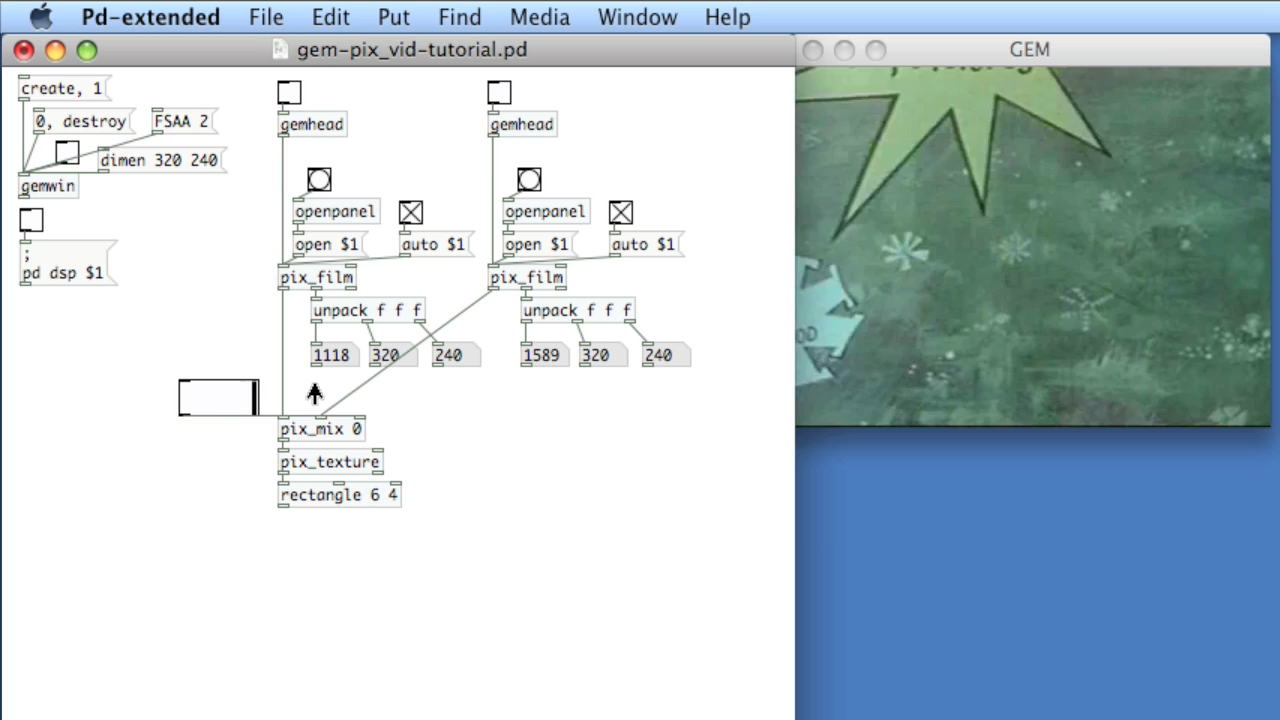 Pd-extended File Edit Put Find Media Window Help
gem-pix_vid-tutorial.pd
GEM
create, 1
0, destroy
FSAA 2
dimen 320 240
gemwin
;
pd dsp $1
gemhead
openpanel
open $1
auto $1
pix_film
unpack f f f
1118
320
240
gemhead
openpanel
open $1
auto $1
pix_film
unpack f f f
1589
320
240
pix_mix 0
pix_texture
rectangle 6 4